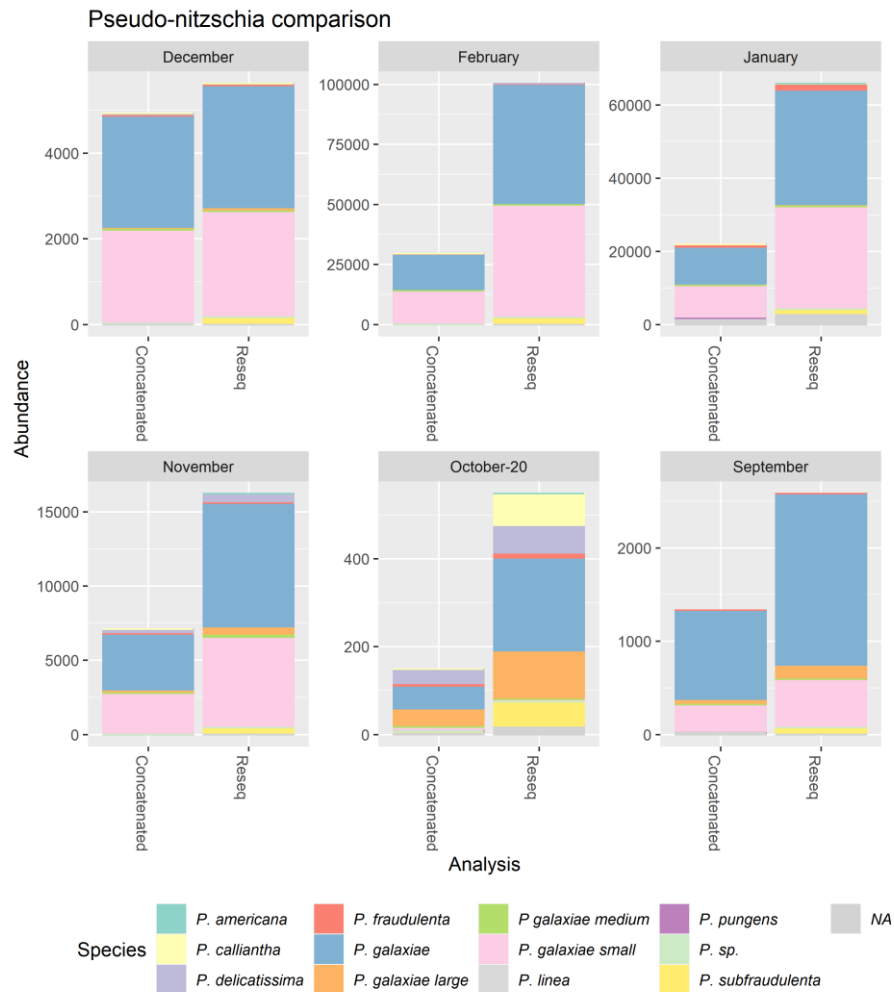 Pseudo-nitzschia comparison
December
February
January
4000
2000
0
100000
75000
50000
25000
0
60000
40000
20000
0
Concatenated
Reseq
Concatenated
Reseq
Concatenated
Reseq
Abundance
November
October-20
September
15000
10000
5000
0
400
200
0
2000
1000
0
Concatenated
Reseq
Concatenated
Reseq
Concatenated
Reseq
Analysis
Species
P. americana
P. fraudulenta
P galaxiae medium
P. pungens
NA
P. calliantha
P. galaxiae
P. galaxiae small
P. sp.
P. delicatissima
P. galaxiae large
P. linea
P. subfraudulenta